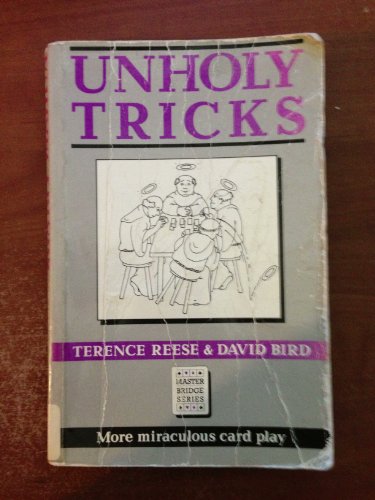 UNHOLY
TRICKS
TERENCE REESE & DAVID BIRD
MASTER
BRIDGE
SERIES
More miraculous card play